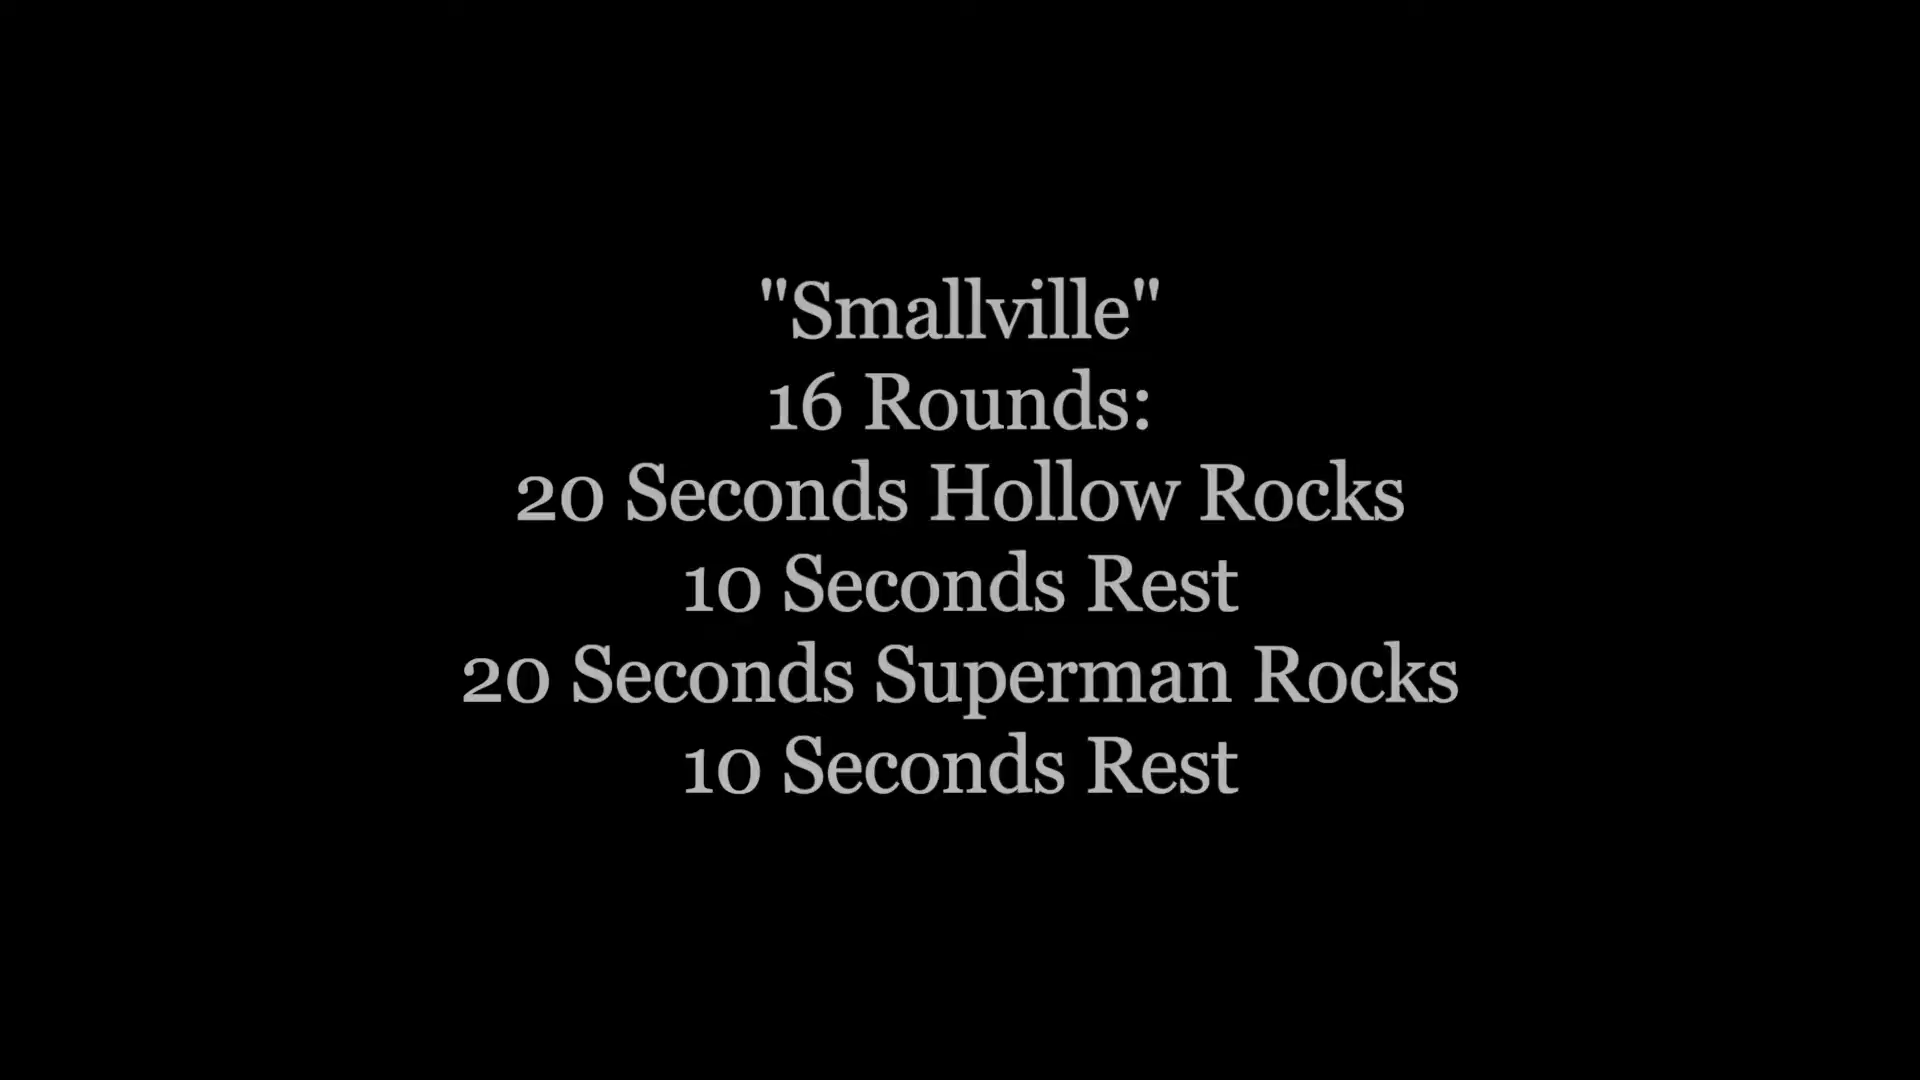 "Smallville"
16 Rounds:
20 Seconds Hollow Rocks
10 Seconds Rest
20 Seconds Superman Rocks
10 Seconds Rest